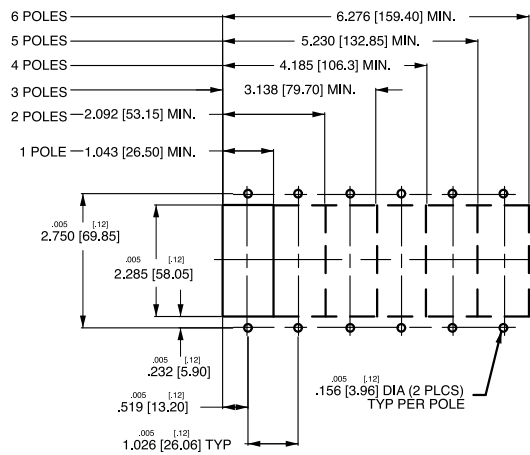 6 POLES 6.276 [159.40] MIN.
5 POLES 5.230 [132.85] MIN.
4 POLES 4.185 [106.3] MIN.
3 POLES 3.138 [79.70] MIN.
2 POLES 2.092 [53.15] MIN.
1 POLE 1.043 [26.50] MIN.
.005 [.12]
2.750 [69.85]
.005 [.12]
2.285 [58.05]
.005 [.12]
.232 [5.90]
.519 [13.20]
.005 [.12]
1.026 [26.06] TYP
.005 [.12]
.156 [3.96] DIA (2 PLCS)
TYP PER POLE